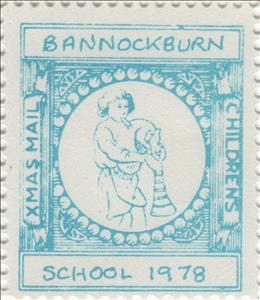 BANNOCKBURN
XMAS MAIL
CHILDRENS
SCHOOL 1978